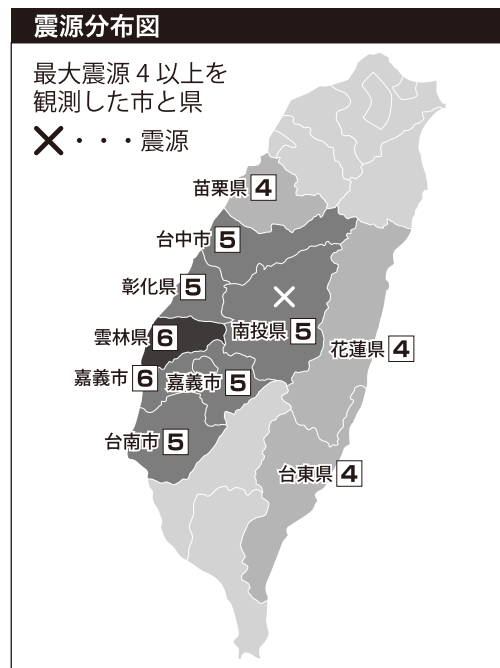 震源分布図
最大震源４以上を
観測した市と県
✕・・・震源
苗栗県 4
台中市 5
彰化県 5
雲林県 6
南投県 5
花蓮県 4
嘉義市 6
嘉義市 5
台南市 5
台東県 4